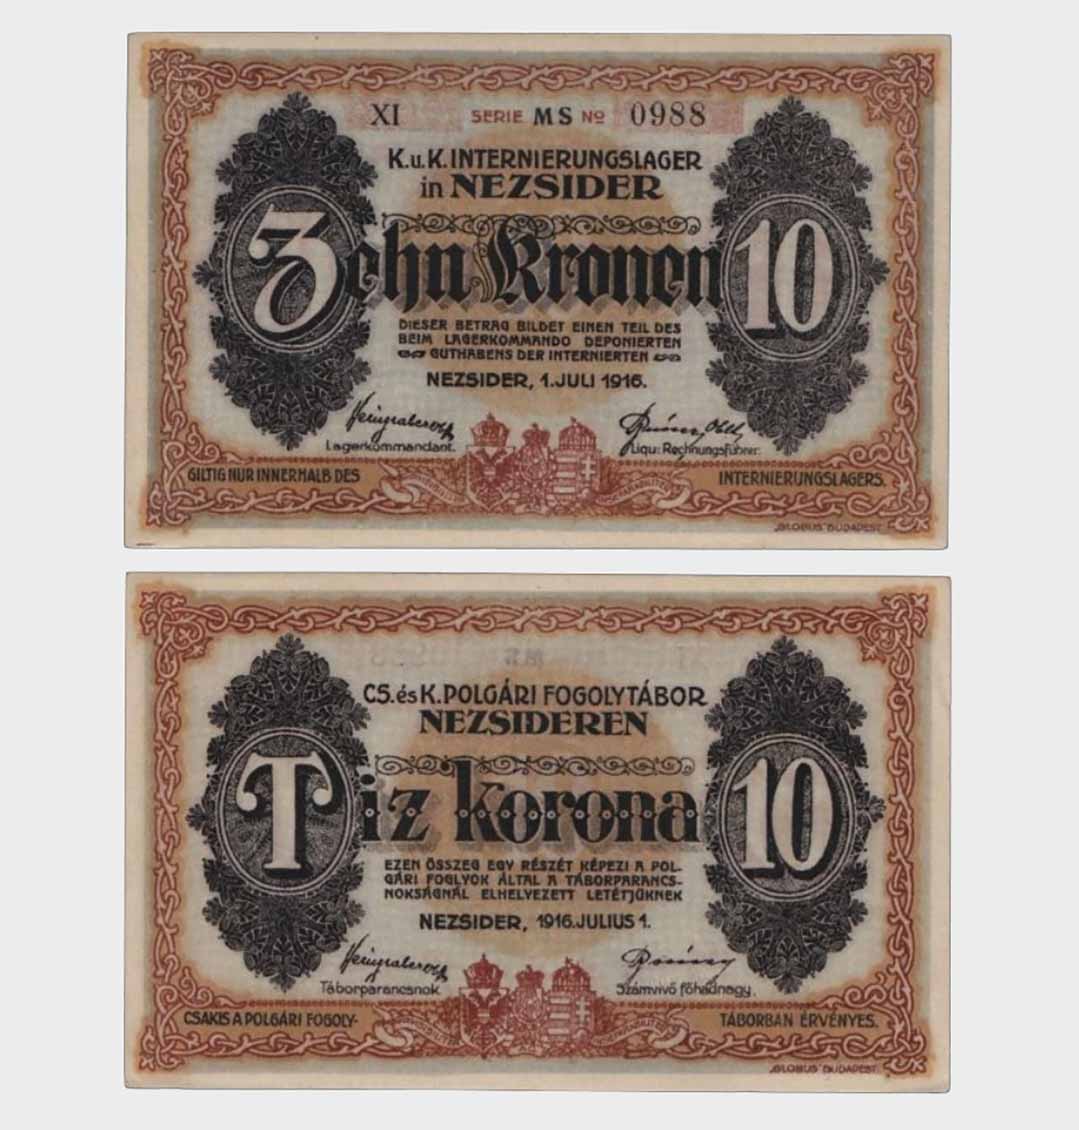 XI SERIE MS No 0988
K. u. K. INTERNIERUNGSLAGER
in NEZSIDER
Zehn Kronen 10
DIESER BETRAG BILDET EINEN TEIL DES
BEIM LAGERKOMMANDO DEPONIERTEN
GUTHABENS DER INTERNIERTEN
NEZSIDER, 1. JULI 1916.
Lagerkommandant. Liqu: Rechnungsführer.
GILTIG NUR INNERHALB DES INTERNIERUNGSLAGERS.
„GLOBUS" BUDAPEST
CS. és K. POLGÁRI FOGOLYTÁBOR
NEZSIDEREN
Tiz korona 10
EZEN ÖSSZEG EGY RÉSZÉT KÉPEZI A POL-
GÁRI FOGLYOK ÁLTAL A TÁBORPARANCS-
NOKSÁGNÁL ELHELYEZETT LETÉTJÜKNEK
NEZSIDER, 1916. JULIUS 1.
Táborparancsnok Számvivő főhadnagy.
CSAKIS A POLGÁRI FOGOLY- TÁBORBAN ÉRVÉNYES.
„GLOBUS" BUDAPEST